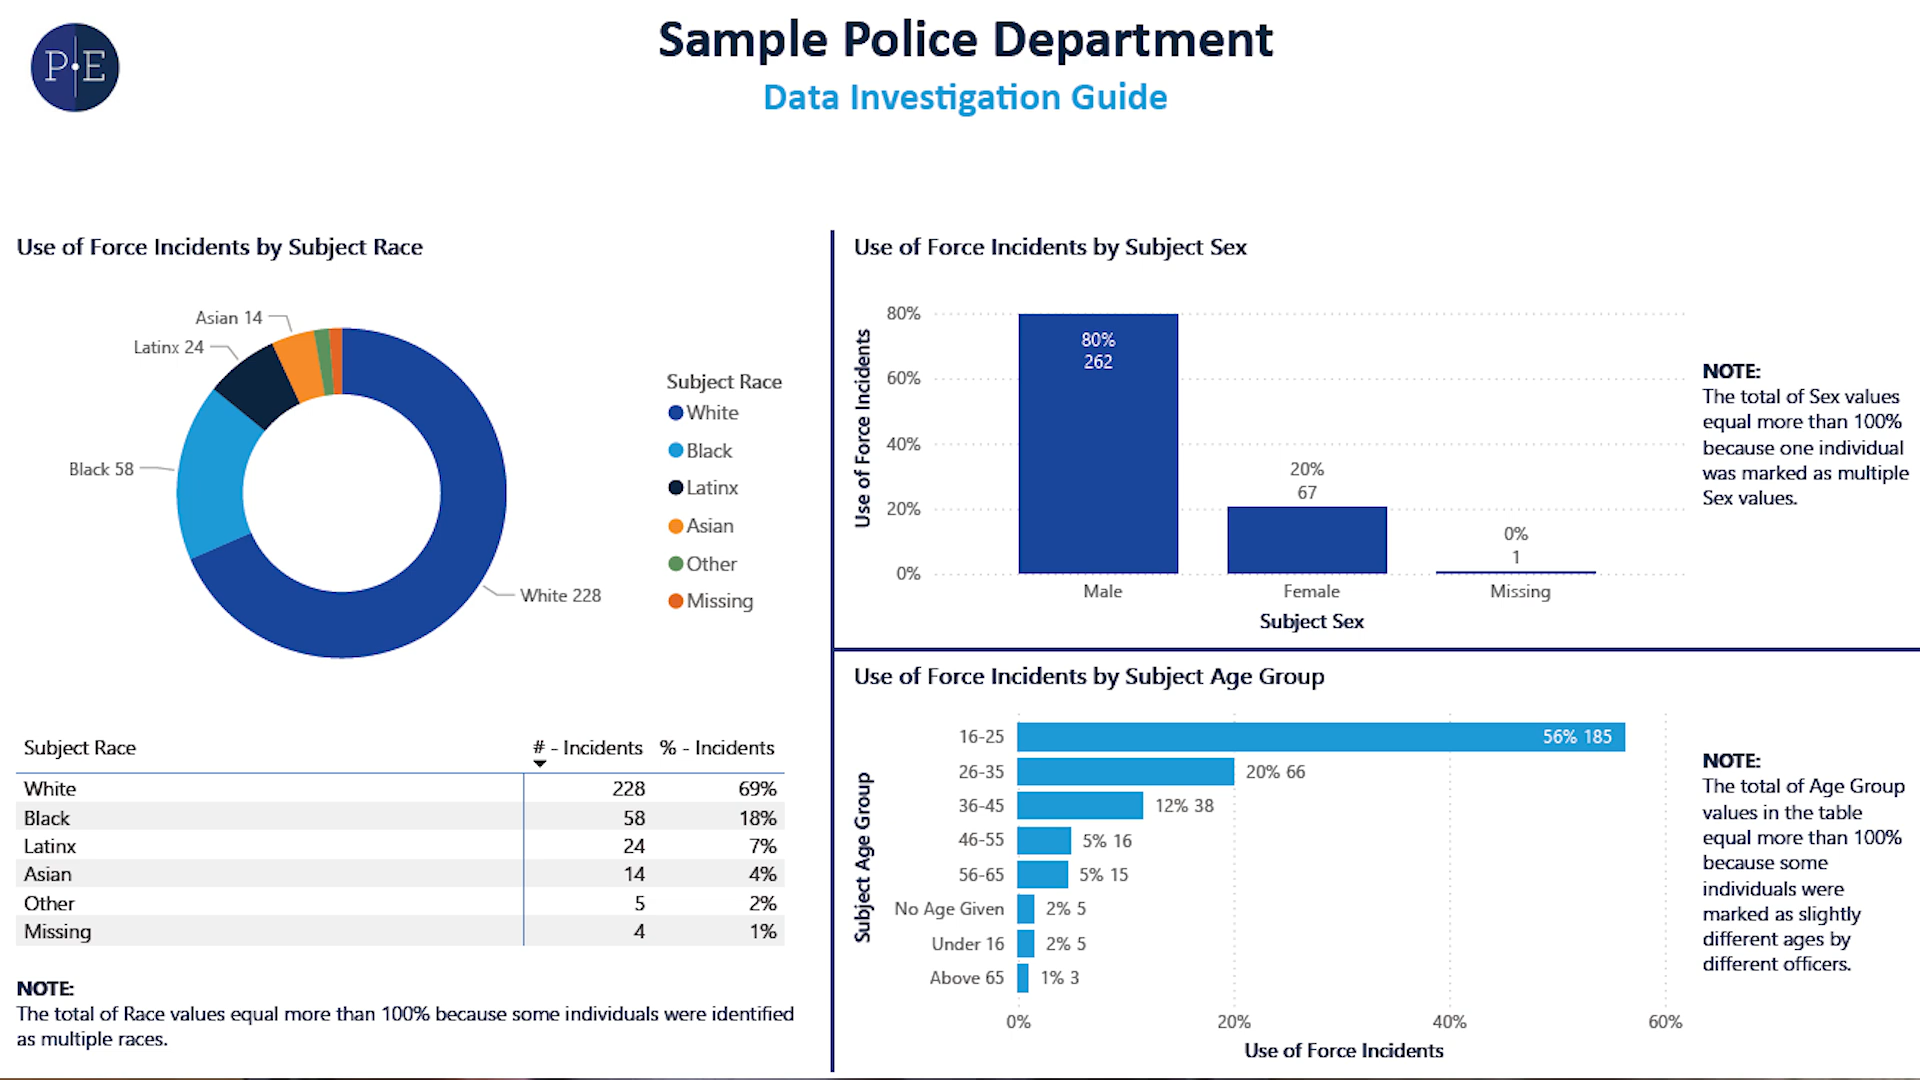 P E
Sample Police Department
Data Investigation Guide
Use of Force Incidents by Subject Race
Asian 14
Latinx 24
Black 58
White 228
Subject Race
White
Black
Latinx
Asian
Other
Missing
Subject Race # - Incidents % - Incidents
White 228 69%
Black 58 18%
Latinx 24 7%
Asian 14 4%
Other 5 2%
Missing 4 1%
NOTE:
The total of Race values equal more than 100% because some individuals were identified
as multiple races.
Use of Force Incidents by Subject Sex
Use of Force Incidents
80%
60%
40%
20%
0%
80%
262
20%
67
0%
1
Male Female Missing
Subject Sex
NOTE:
The total of Sex values
equal more than 100%
because one individual
was marked as multiple
Sex values.
Use of Force Incidents by Subject Age Group
Subject Age Group
16-25 56% 185
26-35 20% 66
36-45 12% 38
46-55 5% 16
56-65 5% 15
No Age Given 2% 5
Under 16 2% 5
Above 65 1% 3
0% 20% 40% 60%
Use of Force Incidents
NOTE:
The total of Age Group
values in the table
equal more than 100%
because some
individuals were
marked as slightly
different ages by
different officers.